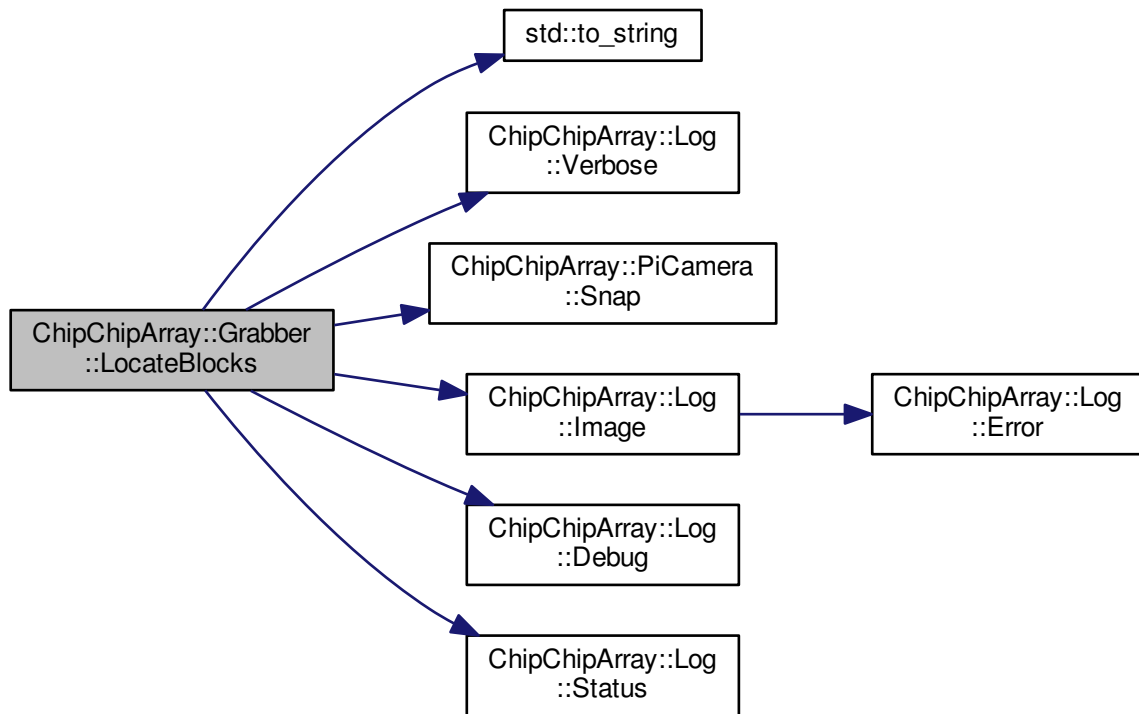 std::to_string
ChipChipArray::Log
::Verbose
ChipChipArray::PiCamera
::Snap
ChipChipArray::Grabber
::LocateBlocks
ChipChipArray::Log
::Image
ChipChipArray::Log
::Error
ChipChipArray::Log
::Debug
ChipChipArray::Log
::Status